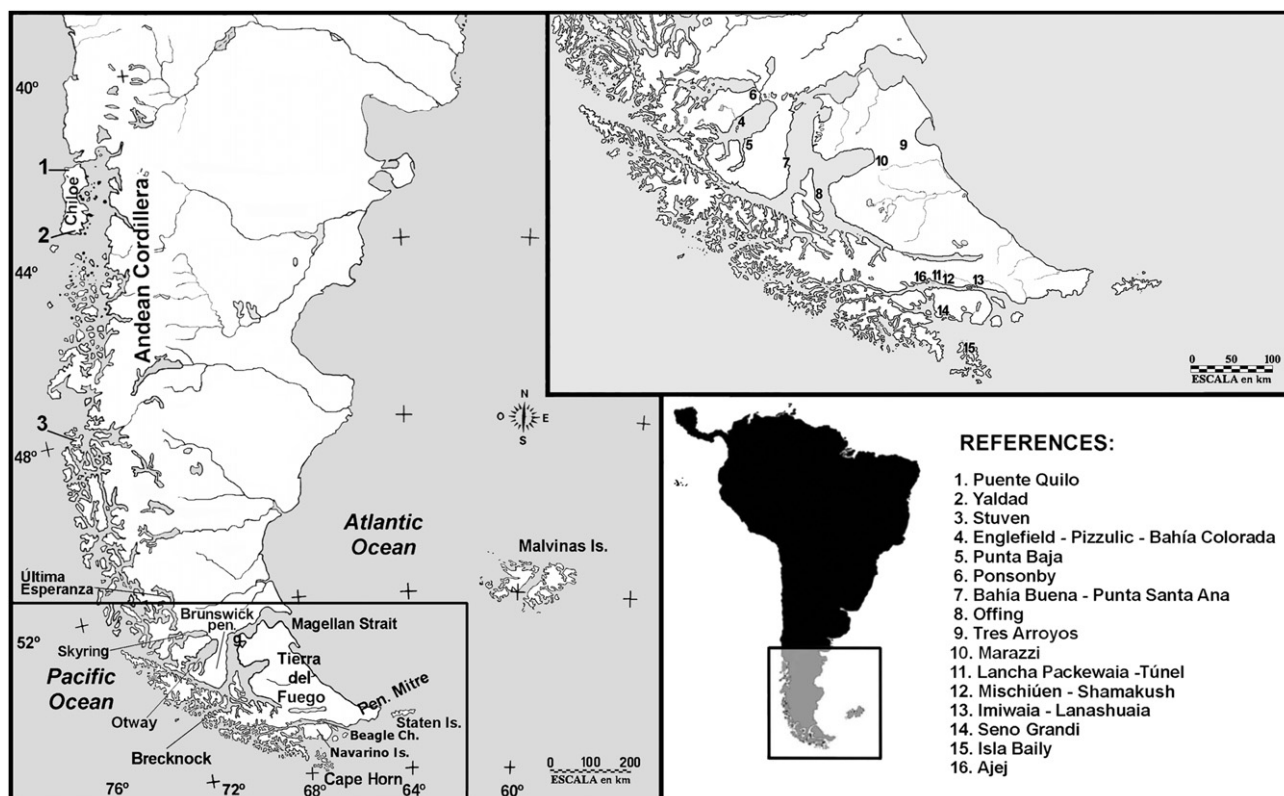 40º
1
Chiloe
2
Andean Cordillera
44º
3
48º
N
O E
S
Atlantic
Ocean
Malvinas Is.
Última
Esperanza
Brunswick
pen.
Magellan Strait
52º
Skyring
9
Tierra
del
Fuego
Pacific
Ocean
Pen. Mitre
Otway
Staten Is.
Beagle Ch.
Brecknock
Navarino Is.
Cape Horn
76º
72º
68º
64º
60º
0 100 200
ESCALA en km
6
4
5
7
8
9
10
16
11
12
13
14
15
0 50 100
ESCALA en km
REFERENCES:
1. Puente Quilo
2. Yaldad
3. Stuven
4. Englefield - Pizzulic - Bahía Colorada
5. Punta Baja
6. Ponsonby
7. Bahía Buena - Punta Santa Ana
8. Offing
9. Tres Arroyos
10. Marazzi
11. Lancha Packewaia -Túnel
12. Mischiúen - Shamakush
13. Imiwaia - Lanashuaia
14. Seno Grandi
15. Isla Baily
16. Ajej